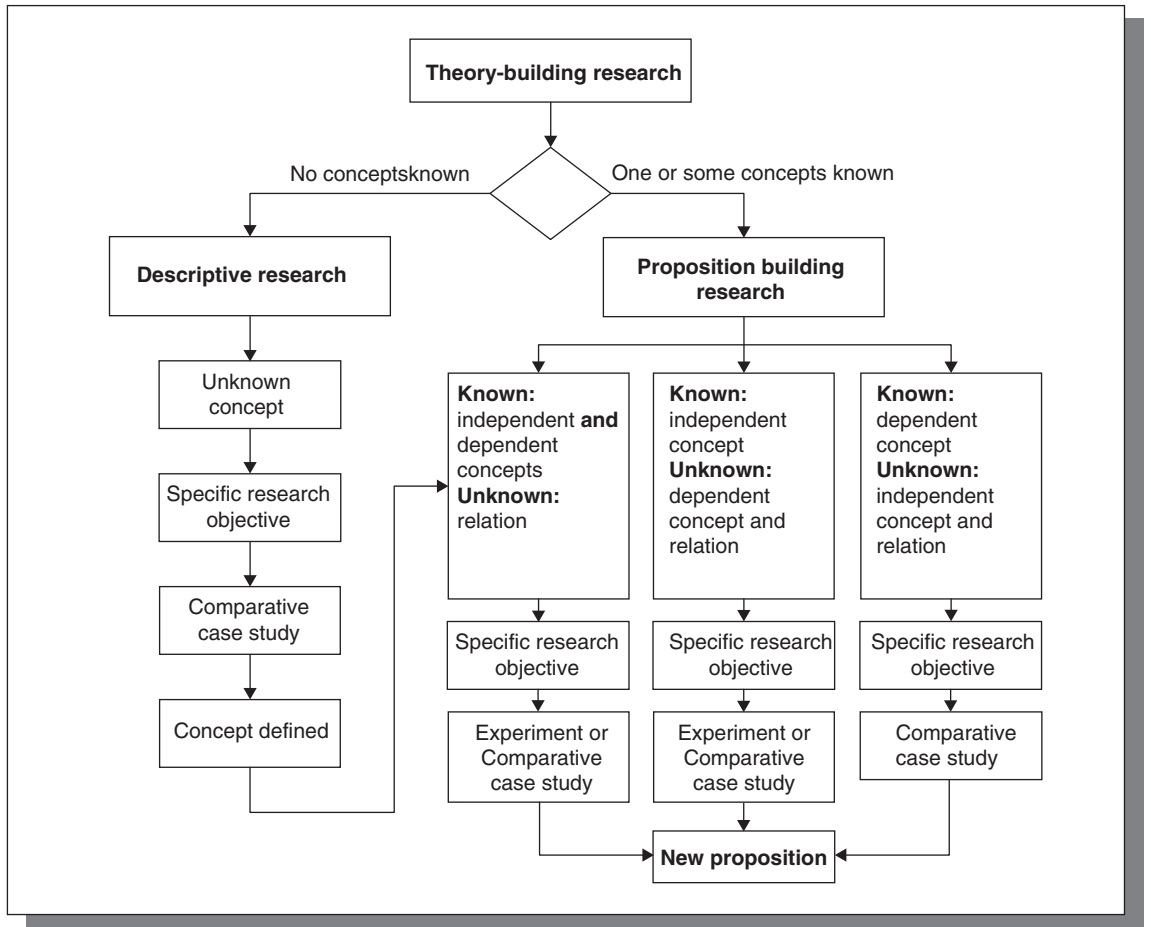 Theory-building research
No conceptsknown
One or some concepts known
Descriptive research
Proposition building
research
Unknown
concept
Specific research
objective
Comparative
case study
Concept defined
Known:
independent and
dependent
concepts
Unknown:
relation
Known:
independent
concept
Unknown:
dependent
concept and
relation
Known:
dependent
concept
Unknown:
independent
concept and
relation
Specific research
objective
Specific research
objective
Specific research
objective
Experiment or
Comparative
case study
Experiment or
Comparative
case study
Comparative
case study
New proposition